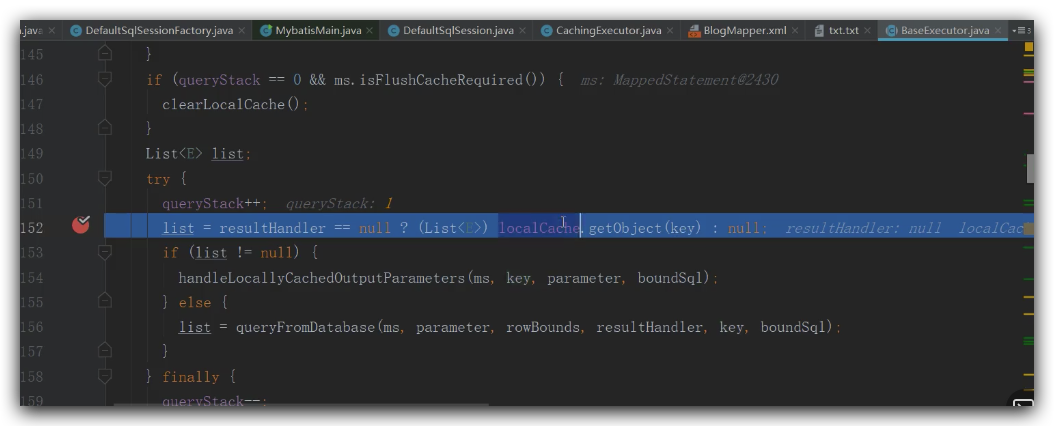 n.java DefaultSqlSessionFactory.java MybatisMain.java DefaultSqlSession.java CachingExecutor.java BlogMapper.xml txt.txt BaseExecutor.java
145 }
146 if (queryStack == 0 && ms.isFlushCacheRequired()) { ms: MappedStatement@2430
147 clearLocalCache();
148 }
149 List<E> list;
150 try {
151 queryStack++; queryStack: 1
152 list = resultHandler == null ? (List<E>) localCache.getObject(key) : null; resultHandler: null localCac
153 if (list != null) {
154 handleLocallyCachedOutputParameters(ms, key, parameter, boundSql);
155 } else {
156 list = queryFromDatabase(ms, parameter, rowBounds, resultHandler, key, boundSql);
157 }
158 } finally {
159 queryStack--;